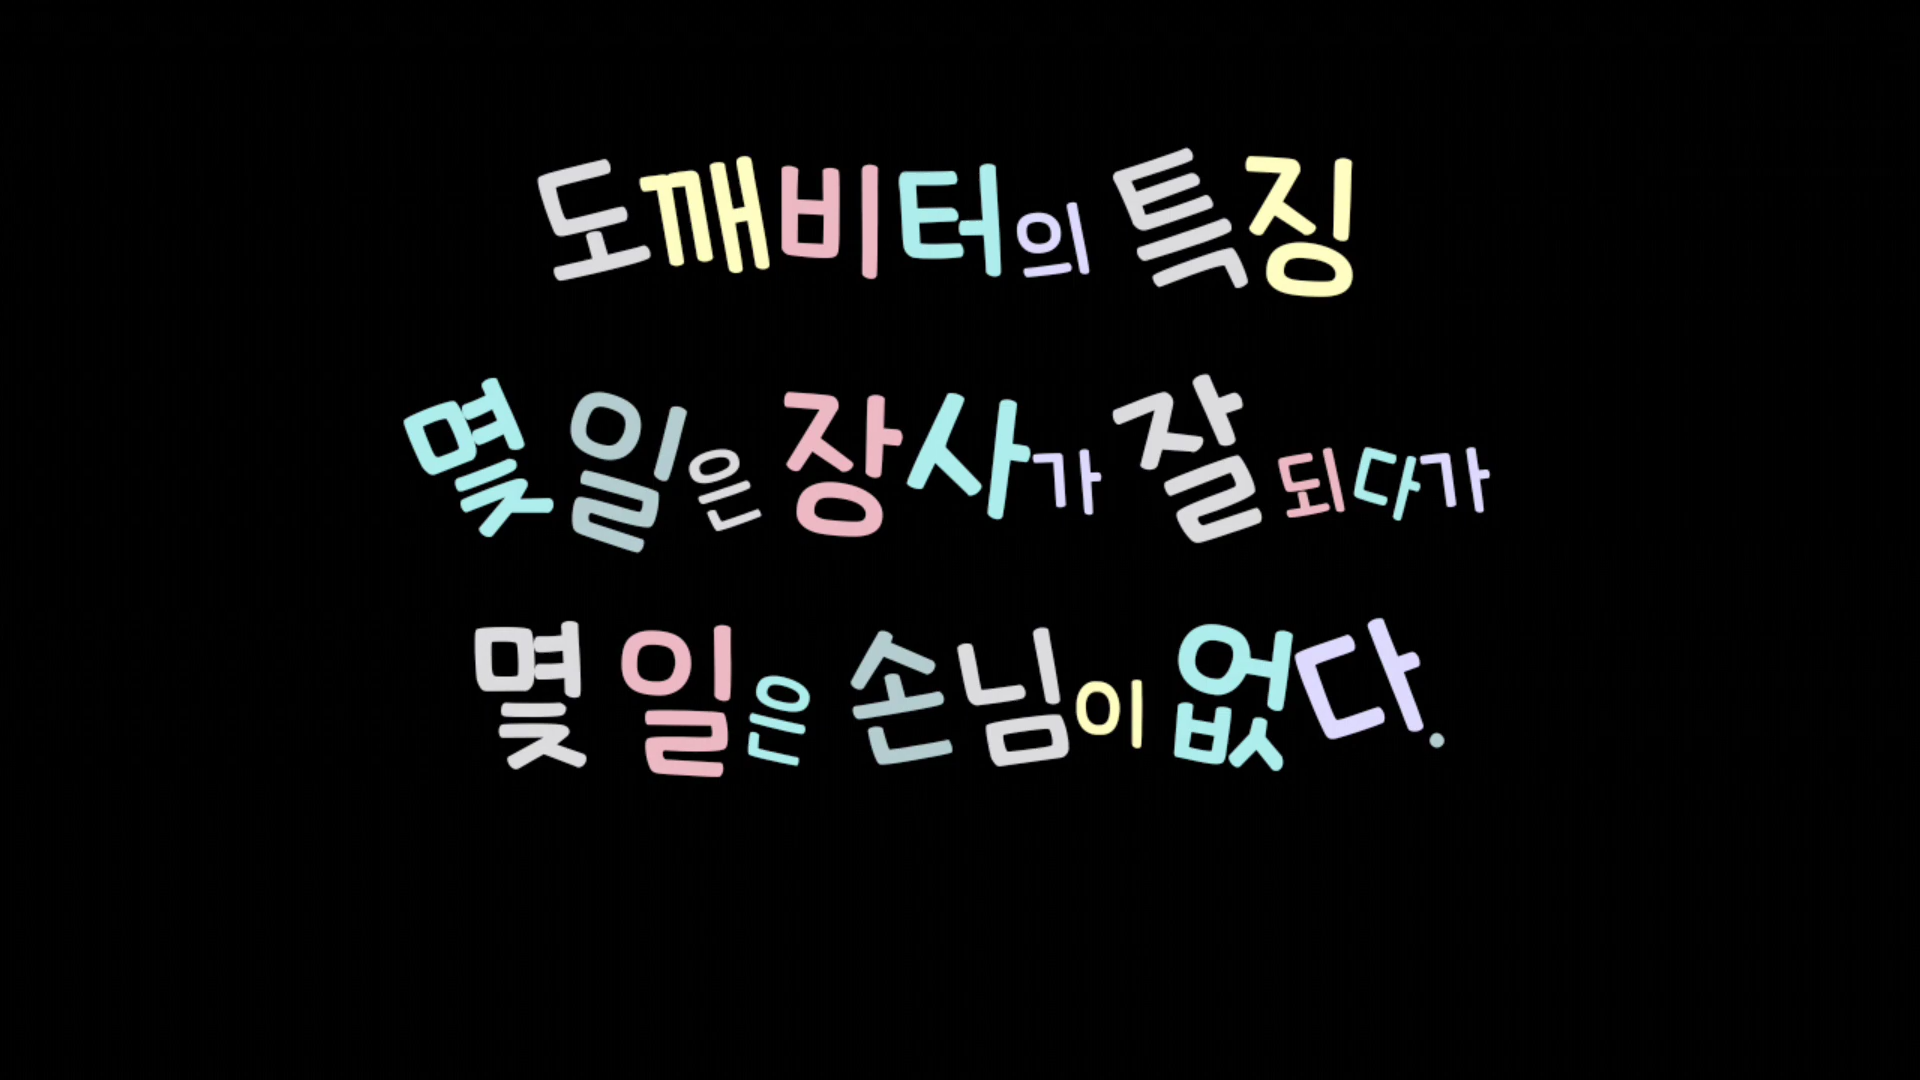 도깨비터의 특징
몇 일은 장사가 잘 되다가
몇 일은 손님이 없다.